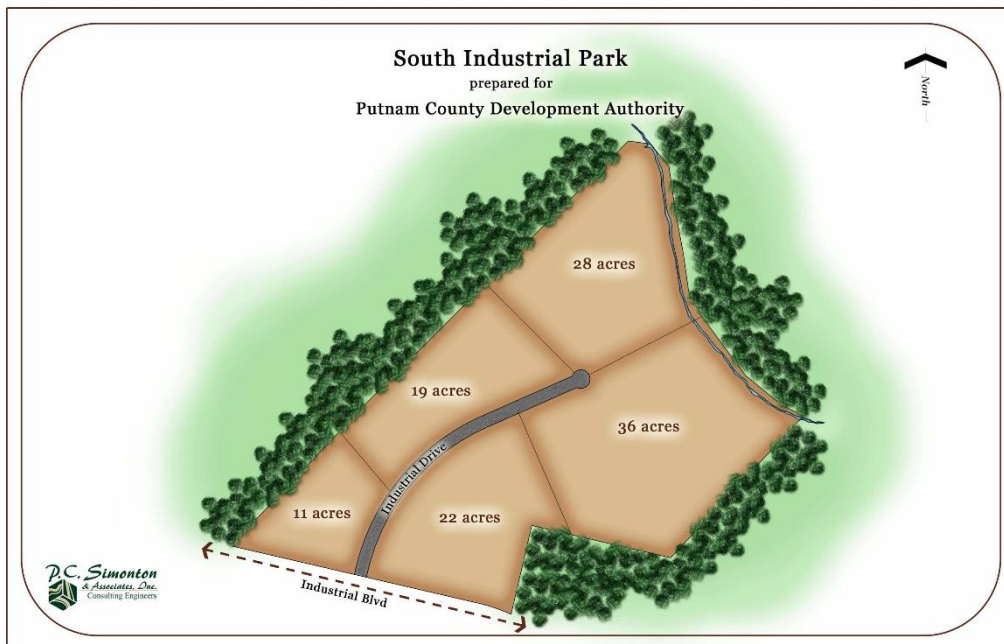 South Industrial Park
prepared for
Putnam County Development Authority
North
28 acres
19 acres
36 acres
Industrial Drive
11 acres
22 acres
Industrial Blvd
P.C. Simonton
& Associates, Inc.
Consulting Engineers